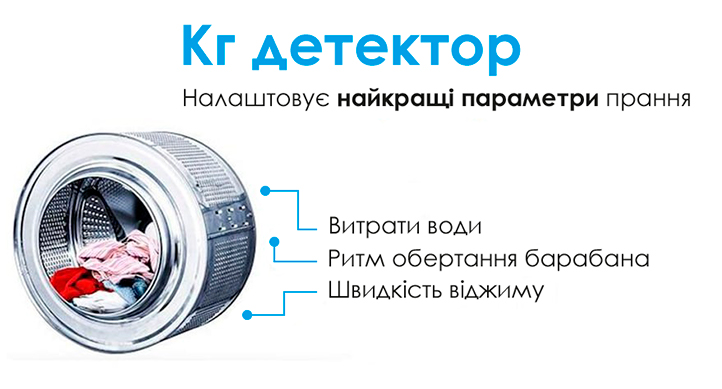 Кг детектор
Налаштовує найкращі параметри прання
Витрати води
Ритм обертання барабана
Швидкість віджиму